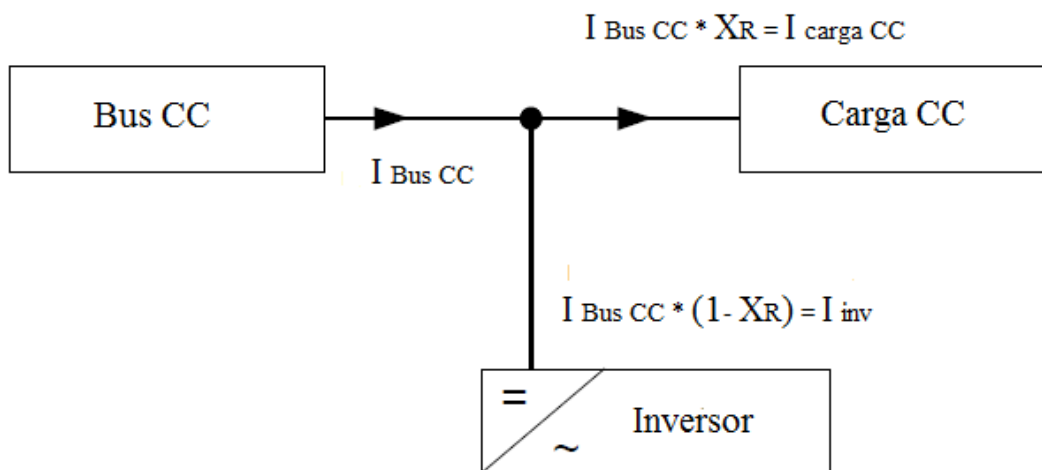 I Bus CC * XR = I carga CC
Bus CC
Carga CC
I Bus CC
I Bus CC * (1- XR) = I inv
=
~
Inversor